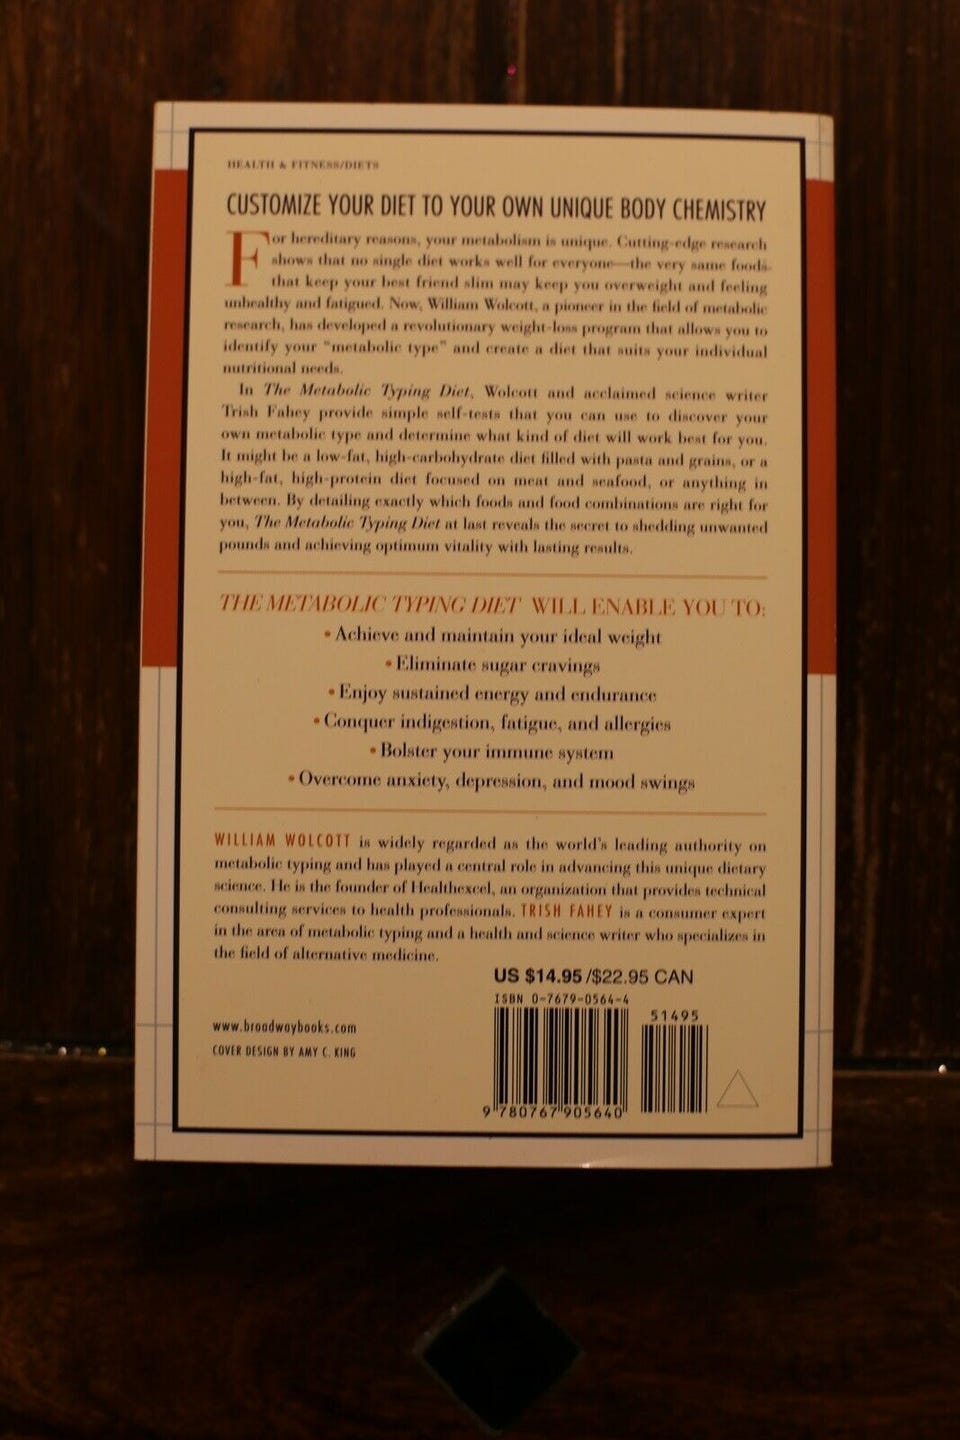 HEALTH & FITNESS/DIETS
CUSTOMIZE YOUR DIET TO YOUR OWN UNIQUE BODY CHEMISTRY
For hereditary reasons, your metabolism is unique. Cutting-edge research
shows that no single diet works well for everyone—the very same foods
that keep your best friend slim may keep you overweight and feeling
unhealthy and fatigued. Now, William Wolcott, a pioneer in the field of metabolic
research, has developed a revolutionary weight-loss program that allows you to
identify your "metabolic type" and create a diet that suits your individual
nutritional needs.
In The Metabolic Typing Diet, Wolcott and acclaimed science writer
Trish Fahey provide simple self-tests that you can use to discover your
own metabolic type and determine what kind of diet will work best for you.
It might be a low-fat, high-carbohydrate diet filled with pasta and grains, or a
high-fat, high-protein diet focused on meat and seafood, or anything in
between. By detailing exactly which foods and food combinations are right for
you, The Metabolic Typing Diet at last reveals the secret to shedding unwanted
pounds and achieving optimum vitality with lasting results.
THE METABOLIC TYPING DIET WILL ENABLE YOU TO:
• Achieve and maintain your ideal weight
• Eliminate sugar cravings
• Enjoy sustained energy and endurance
• Conquer indigestion, fatigue, and allergies
• Bolster your immune system
• Overcome anxiety, depression, and mood swings
WILLIAM WOLCOTT is widely regarded as the world's leading authority on
metabolic typing and has played a central role in advancing this unique dietary
science. He is the founder of Healthexcel, an organization that provides technical
consulting services to health professionals. TRISH FAHEY is a consumer expert
in the area of metabolic typing and a health and science writer who specializes in
the field of alternative medicine.
US $14.95/$22.95 CAN
ISBN 0-7679-0564-4
51495
www.broadwaybooks.com
COVER DESIGN BY AMY C. KING
9 780767 905640